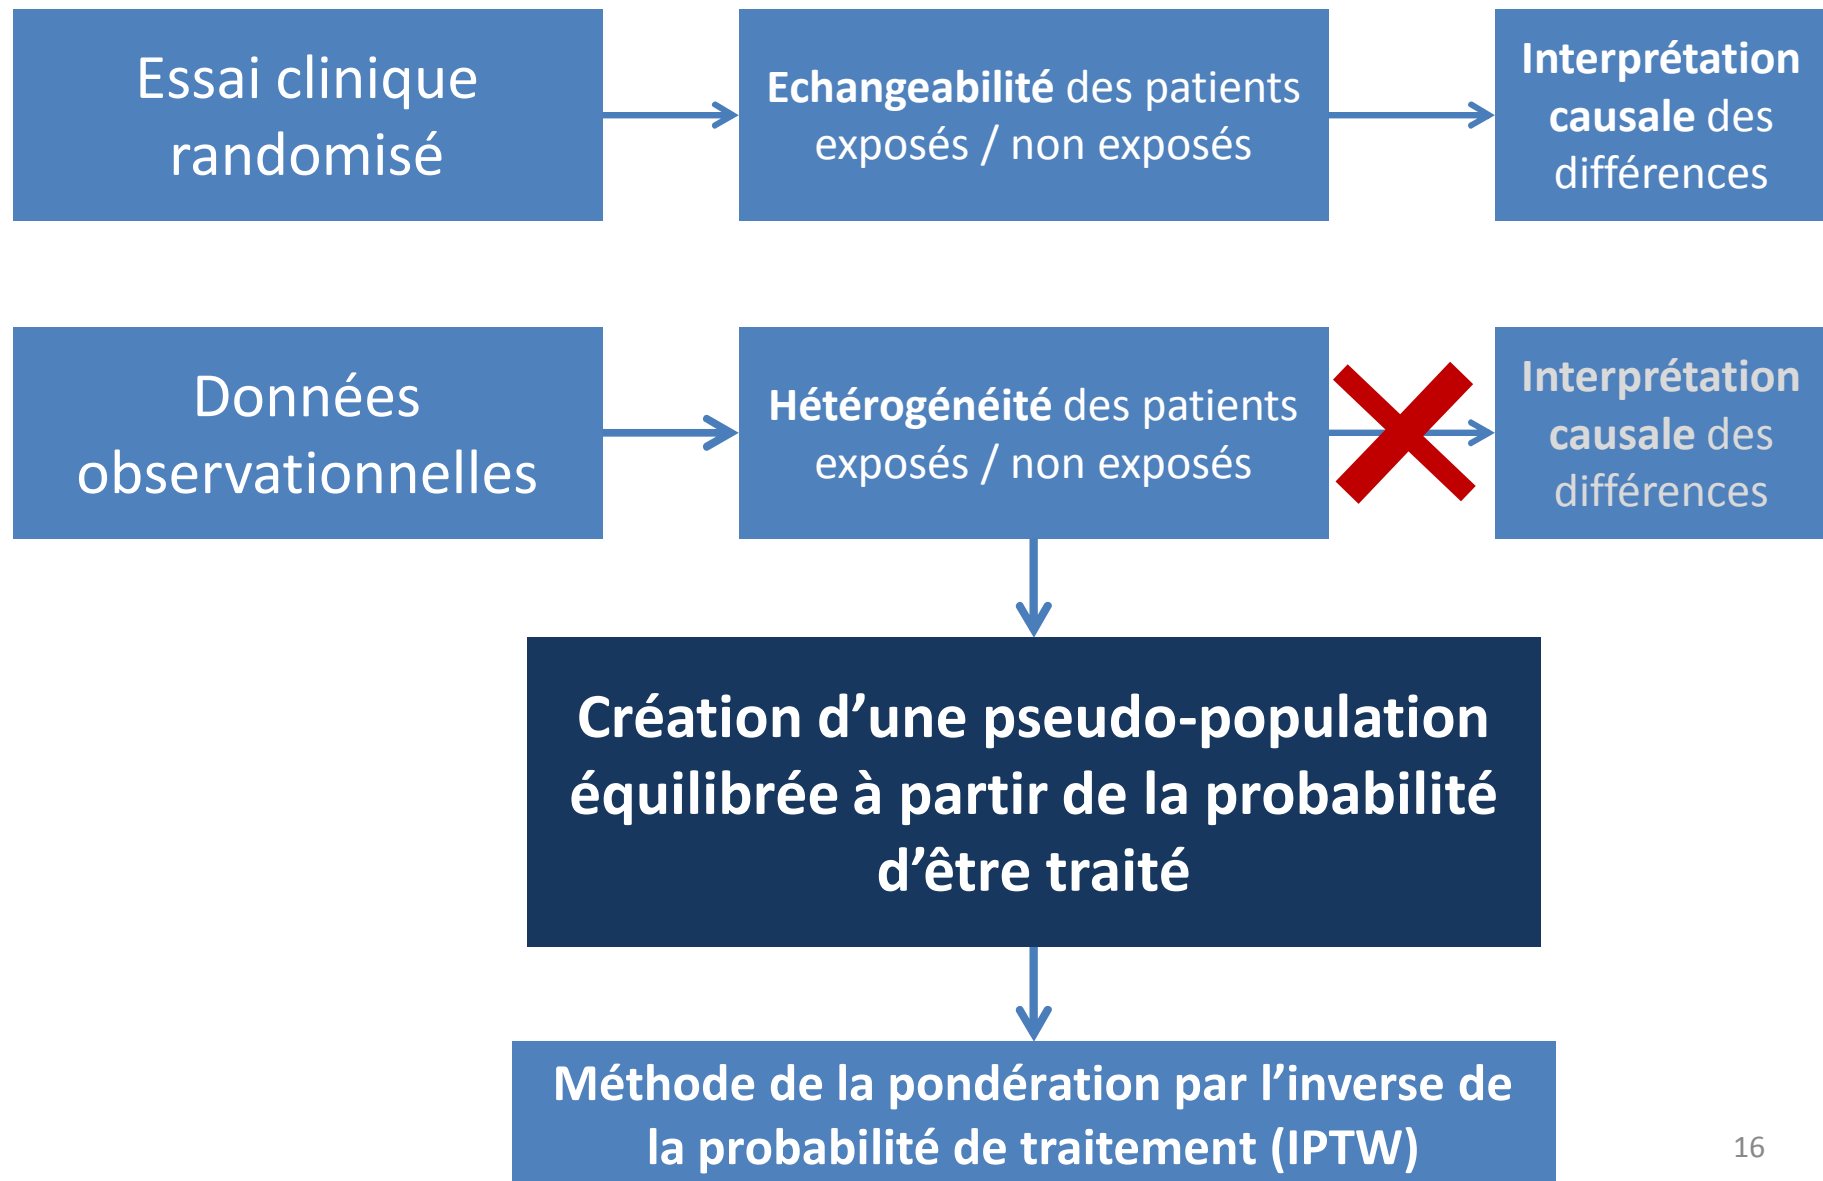 Essai clinique
randomisé
Echangeabilité des patients
exposés / non exposés
Interprétation
causale des
différences
Données
observationnelles
Hétérogénéité des patients
exposés / non exposés
Interprétation
causale des
différences
Création d’une pseudo-population
équilibrée à partir de la probabilité
d’être traité
Méthode de la pondération par l’inverse de
la probabilité de traitement (IPTW)
16